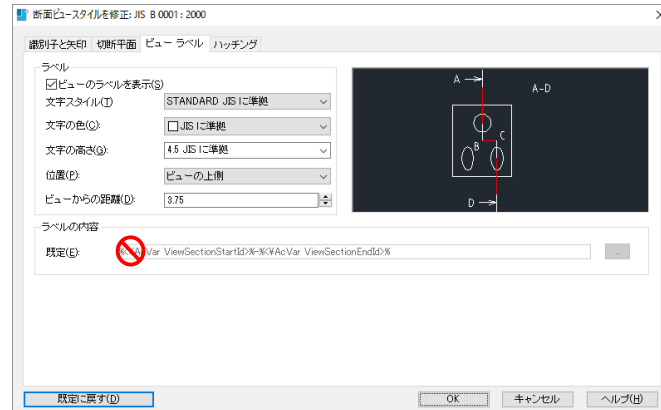 断面ビュースタイルを修正: JIS B 0001 : 2000
識別子と矢印 切断平面 ビュー ラベル ハッチング
ラベル
ビューのラベルを表示(S)
文字スタイル(T) STANDARD JIS に準拠
文字の色(C): JIS に準拠
文字の高さ(G): 4.5 JIS に準拠
位置(P): ビューの上側
ビューからの距離(D): 3.75
A
A-D
C
B
D
ラベルの内容
既定(E): Var ViewSectionStartId>%-%<¥AcVar ViewSectionEndId>%
...
既定に戻す(D) OK キャンセル ヘルプ(H)